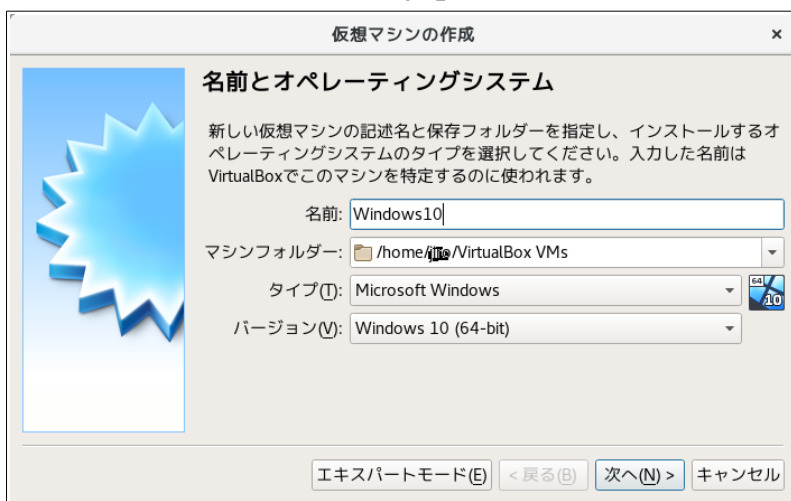 仮想マシンの作成
×
名前とオペレーティングシステム
新しい仮想マシンの記述名と保存フォルダーを指定し、インストールするオ
ペレーティングシステムのタイプを選択してください。入力した名前は
VirtualBoxでこのマシンを特定するのに使われます。
名前: Windows10
マシンフォルダー: /home/ /VirtualBox VMs
タイプ(T): Microsoft Windows
64
10
バージョン(V): Windows 10 (64-bit)
エキスパートモード(E) < 戻る(B) 次へ(N) > キャンセル